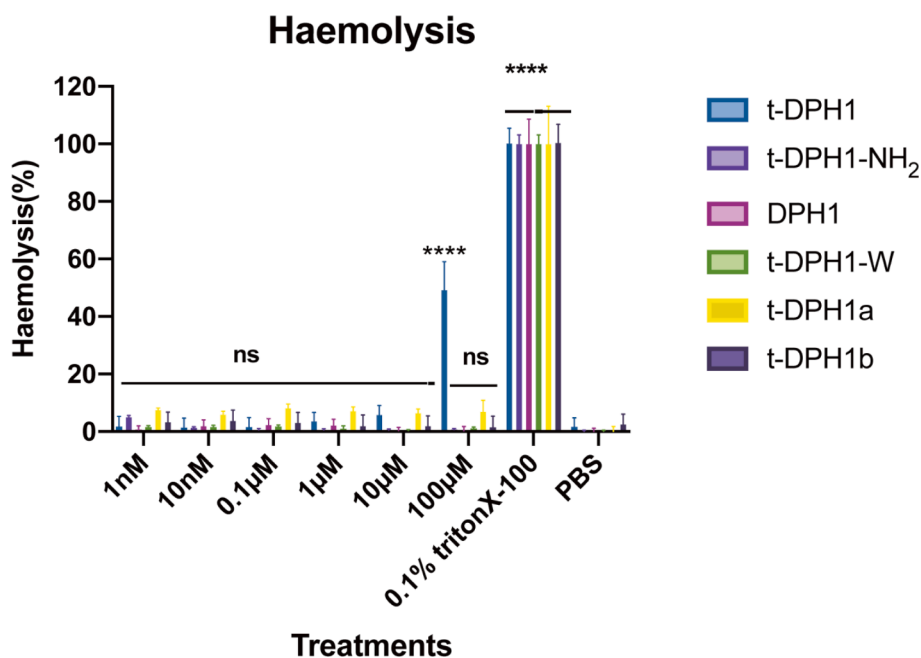 Haemolysis
****
120
100
80
60
40
20
0
Haemolysis(%)
ns
****
ns
1nM
10nM
0.1µM
1µM
10µM
100µM
0.1% tritonX-100
PBS
Treatments
t-DPH1
t-DPH1-NH₂
DPH1
t-DPH1-W
t-DPH1a
t-DPH1b